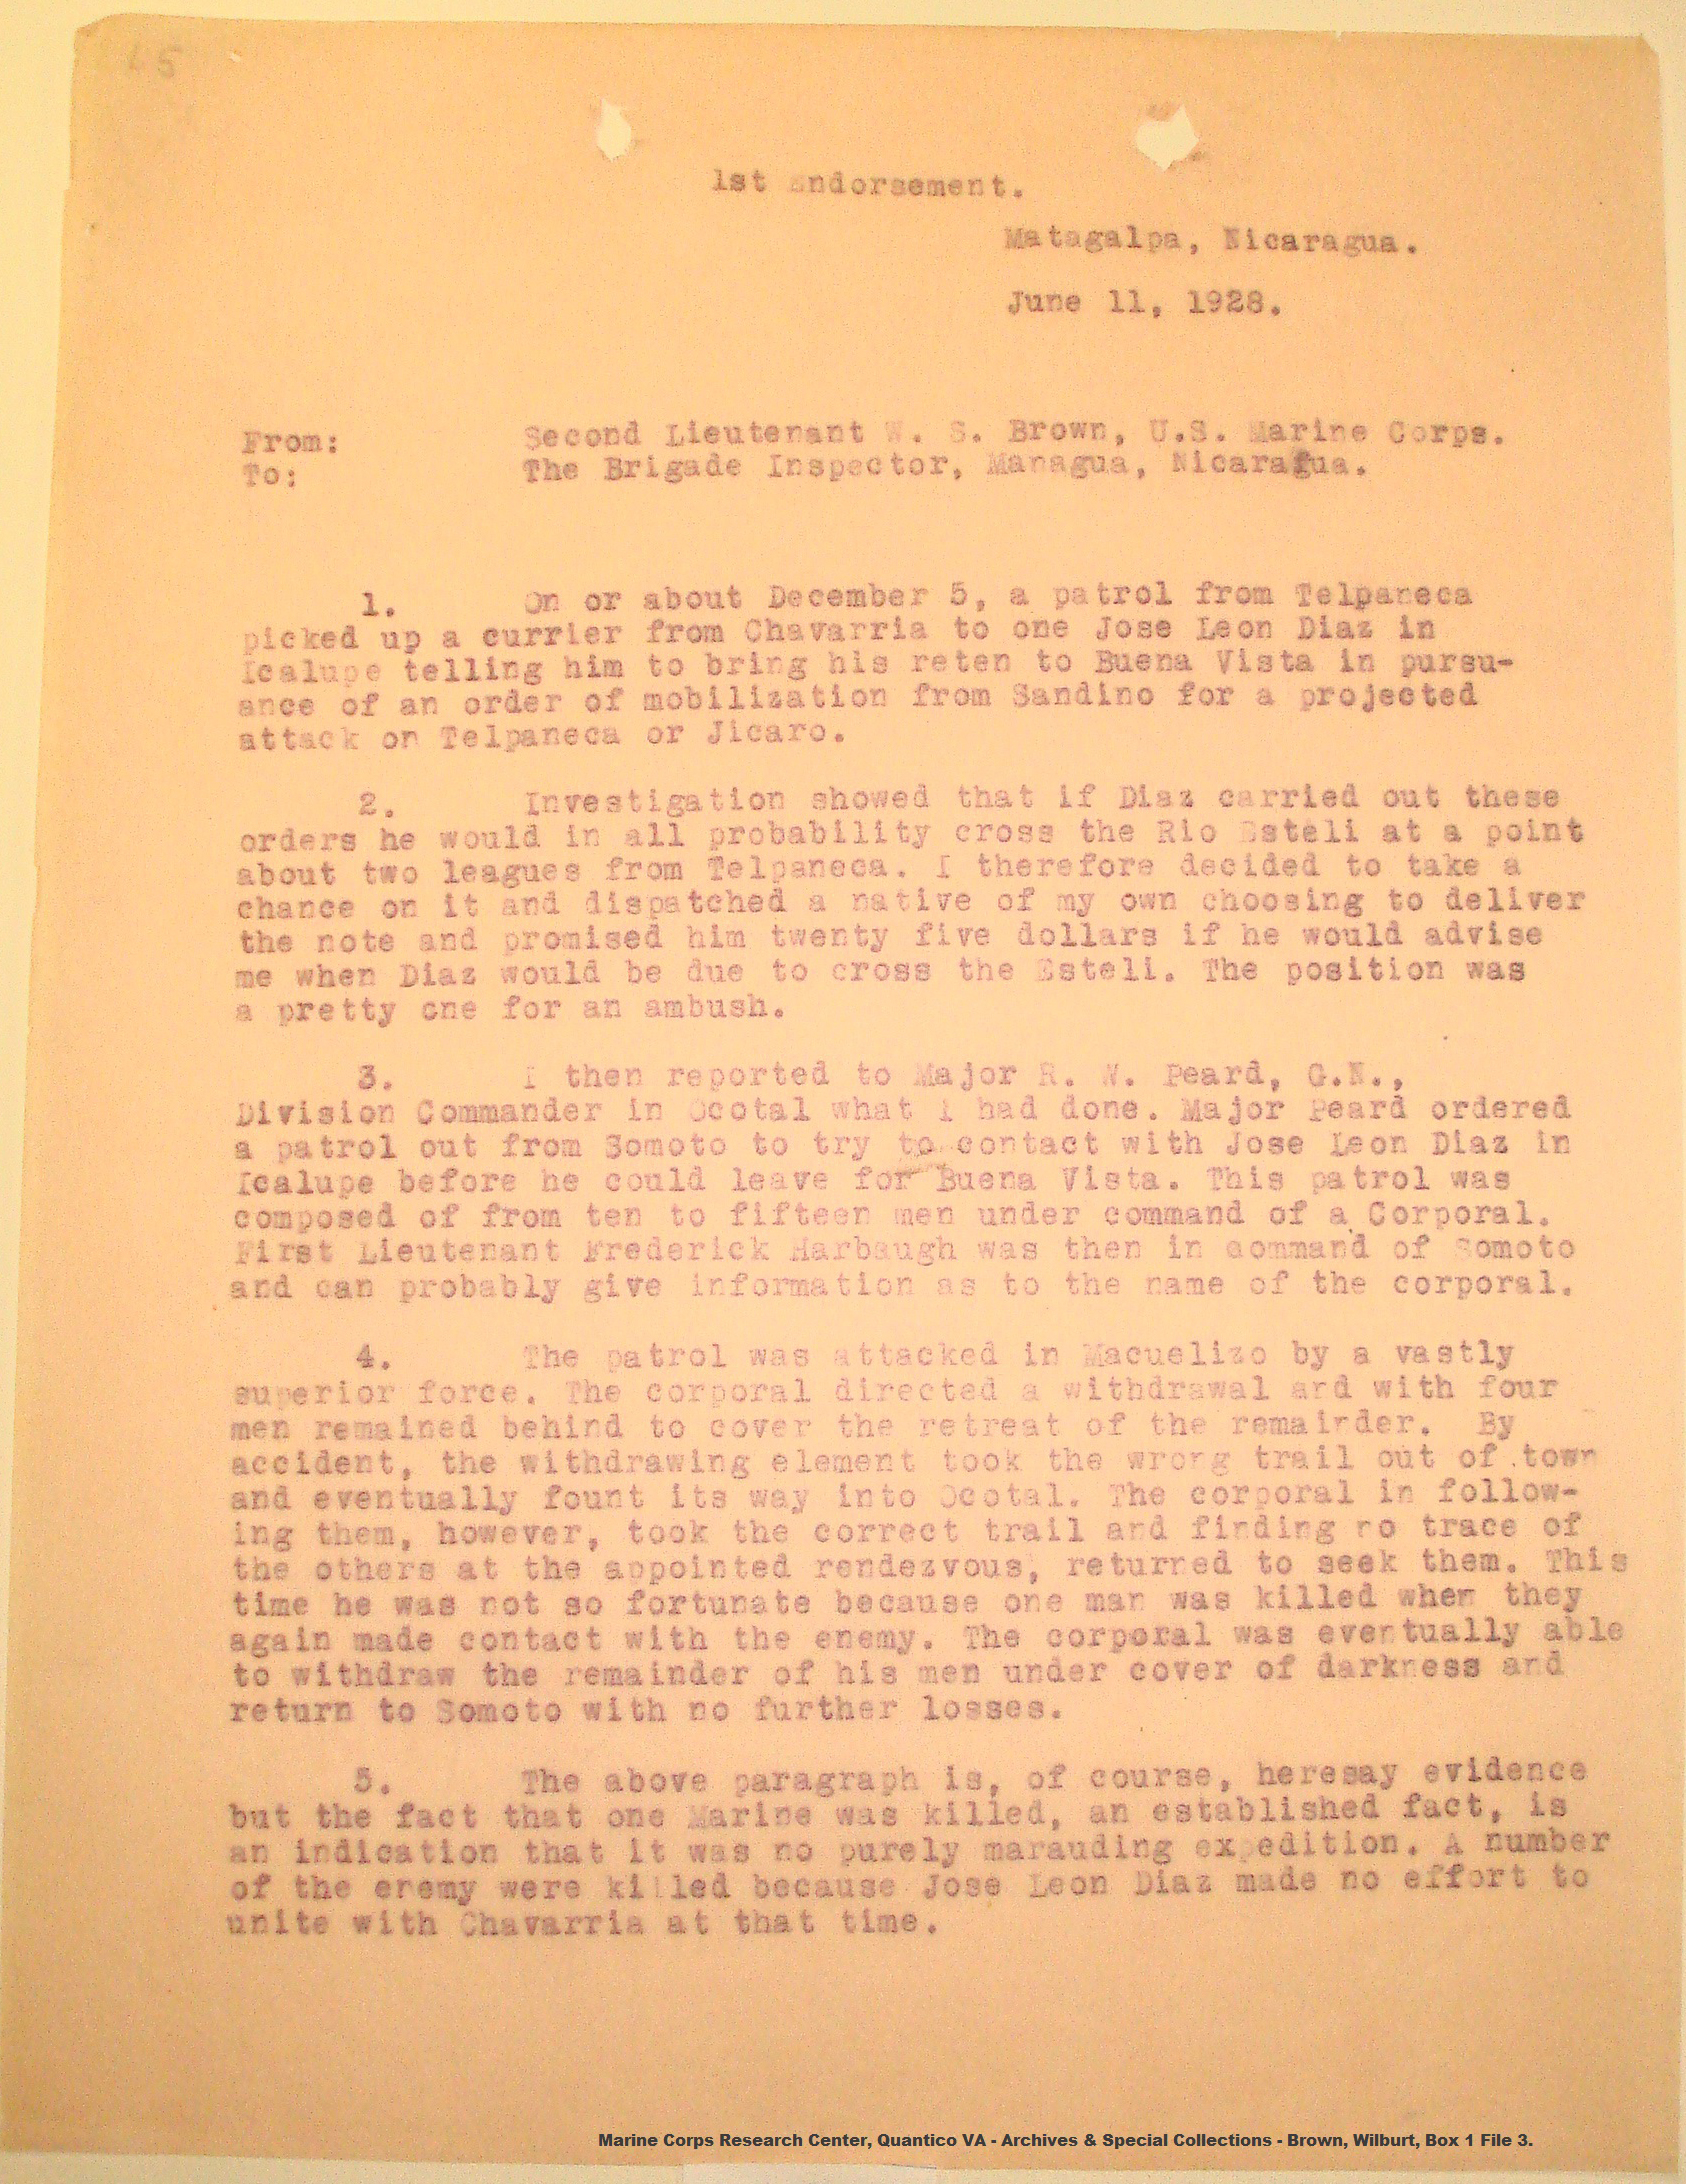 45
1st Endorsement.
Matagalpa, Nicaragua.
June 11, 1928.
From: Second Lieutenant W. S. Brown, U.S. Marine Corps.
To: The Brigade Inspector, Managua, Nicaragua.
1. On or about December 5, a patrol from Telpaneca
picked up a currier from Chavarria to one Jose Leon Diaz in
Icalupe telling him to bring his reten to Buena Vista in pursu-
ance of an order of mobilization from Sandino for a projected
attack on Telpaneca or Jicaro.
2. Investigation showed that if Diaz carried out these
orders he would in all probability cross the Rio Esteli at a point
about two leagues from Telpaneca. I therefore decided to take a
chance on it and dispatched a native of my own choosing to deliver
the note and promised him twenty five dollars if he would advise
me when Diaz would be due to cross the Esteli. The position was
a pretty one for an ambush.
3. I then reported to Major R. W. Peard, G.N.,
Division Commander in Ocotal what I had done. Major Peard ordered
a patrol out from Somoto to try to contact with Jose Leon Diaz in
Icalupe before he could leave for Buena Vista. This patrol was
composed of from ten to fifteen men under command of a Corporal.
First Lieutenant Frederick Harbaugh was then in command of Somoto
and can probably give information as to the name of the corporal.
4. The patrol was attacked in Macuelizo by a vastly
superior force. The corporal directed a withdrawal and with four
men remained behind to cover the retreat of the remainder. By
accident, the withdrawing element took the wrong trail out of town
and eventually fount its way into Ocotal. The corporal in follow-
ing them, however, took the correct trail and finding no trace of
the others at the appointed rendezvous, returned to seek them. This
time he was not so fortunate because one man was killed when they
again made contact with the enemy. The corporal was eventually able
to withdraw the remainder of his men under cover of darkness and
return to Somoto with no further losses.
5. The above paragraph is, of course, heresay evidence
but the fact that one Marine was killed, an established fact, is
an indication that it was no purely marauding expedition. A number
of the enemy were killed because Jose Leon Diaz made no effort to
unite with Chavarria at that time.
Marine Corps Research Center, Quantico VA - Archives & Special Collections - Brown, Wilburt, Box 1 File 3.